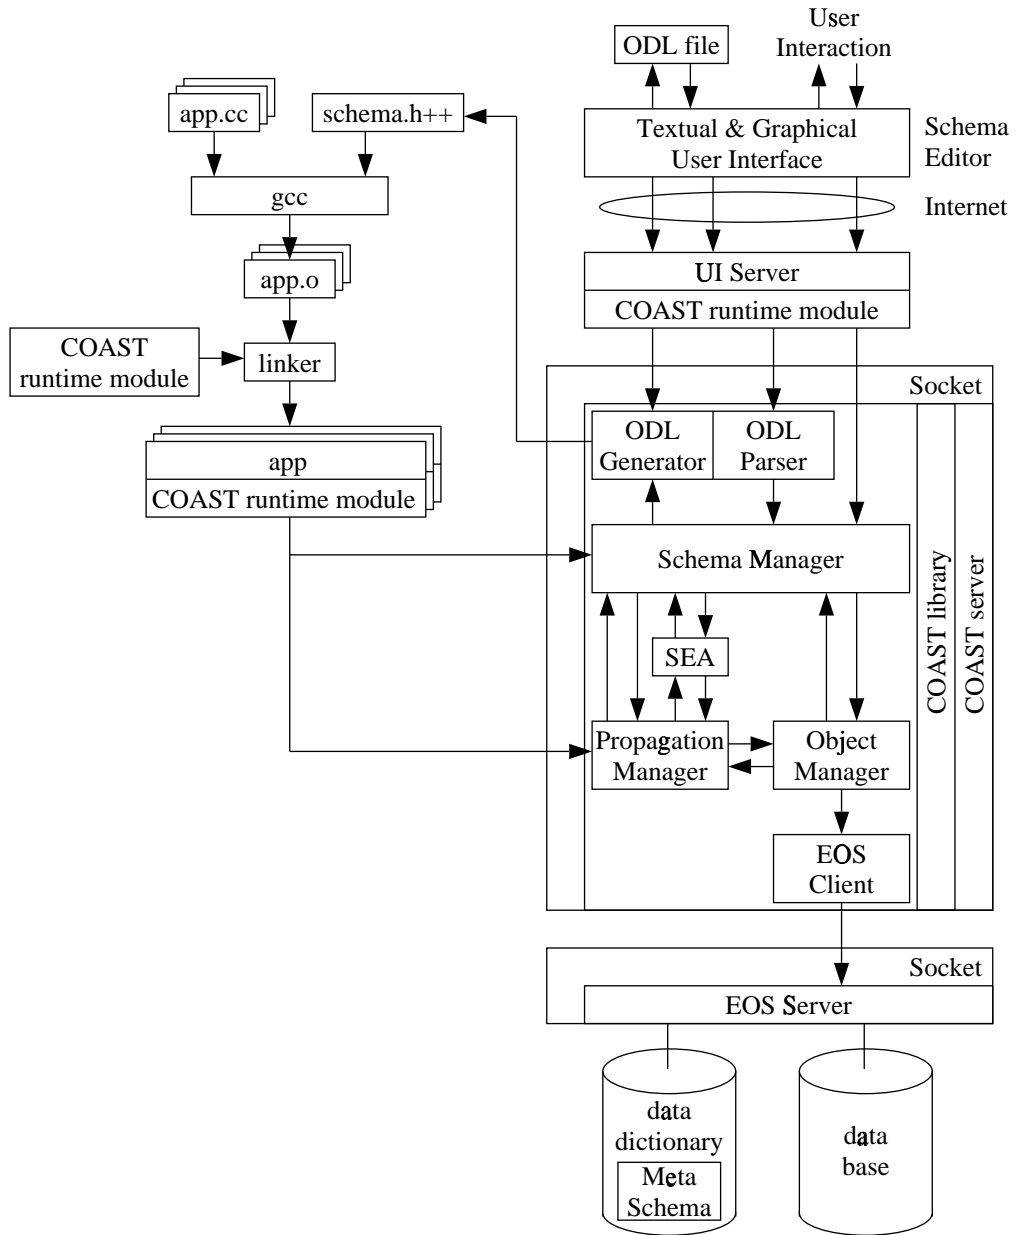 ODL file
User
Interaction
app.cc
schema.h++
Textual & Graphical
User Interface
Schema
Editor
gcc
Internet
app.o
UI Server
COAST runtime module
COAST
runtime module
linker
Socket
app
COAST runtime module
ODL
Generator
ODL
Parser
Schema Manager
COAST library
COAST server
SEA
Propagation
Manager
Object
Manager
EOS
Client
Socket
EOS Server
data
dictionary
Meta
Schema
data
base